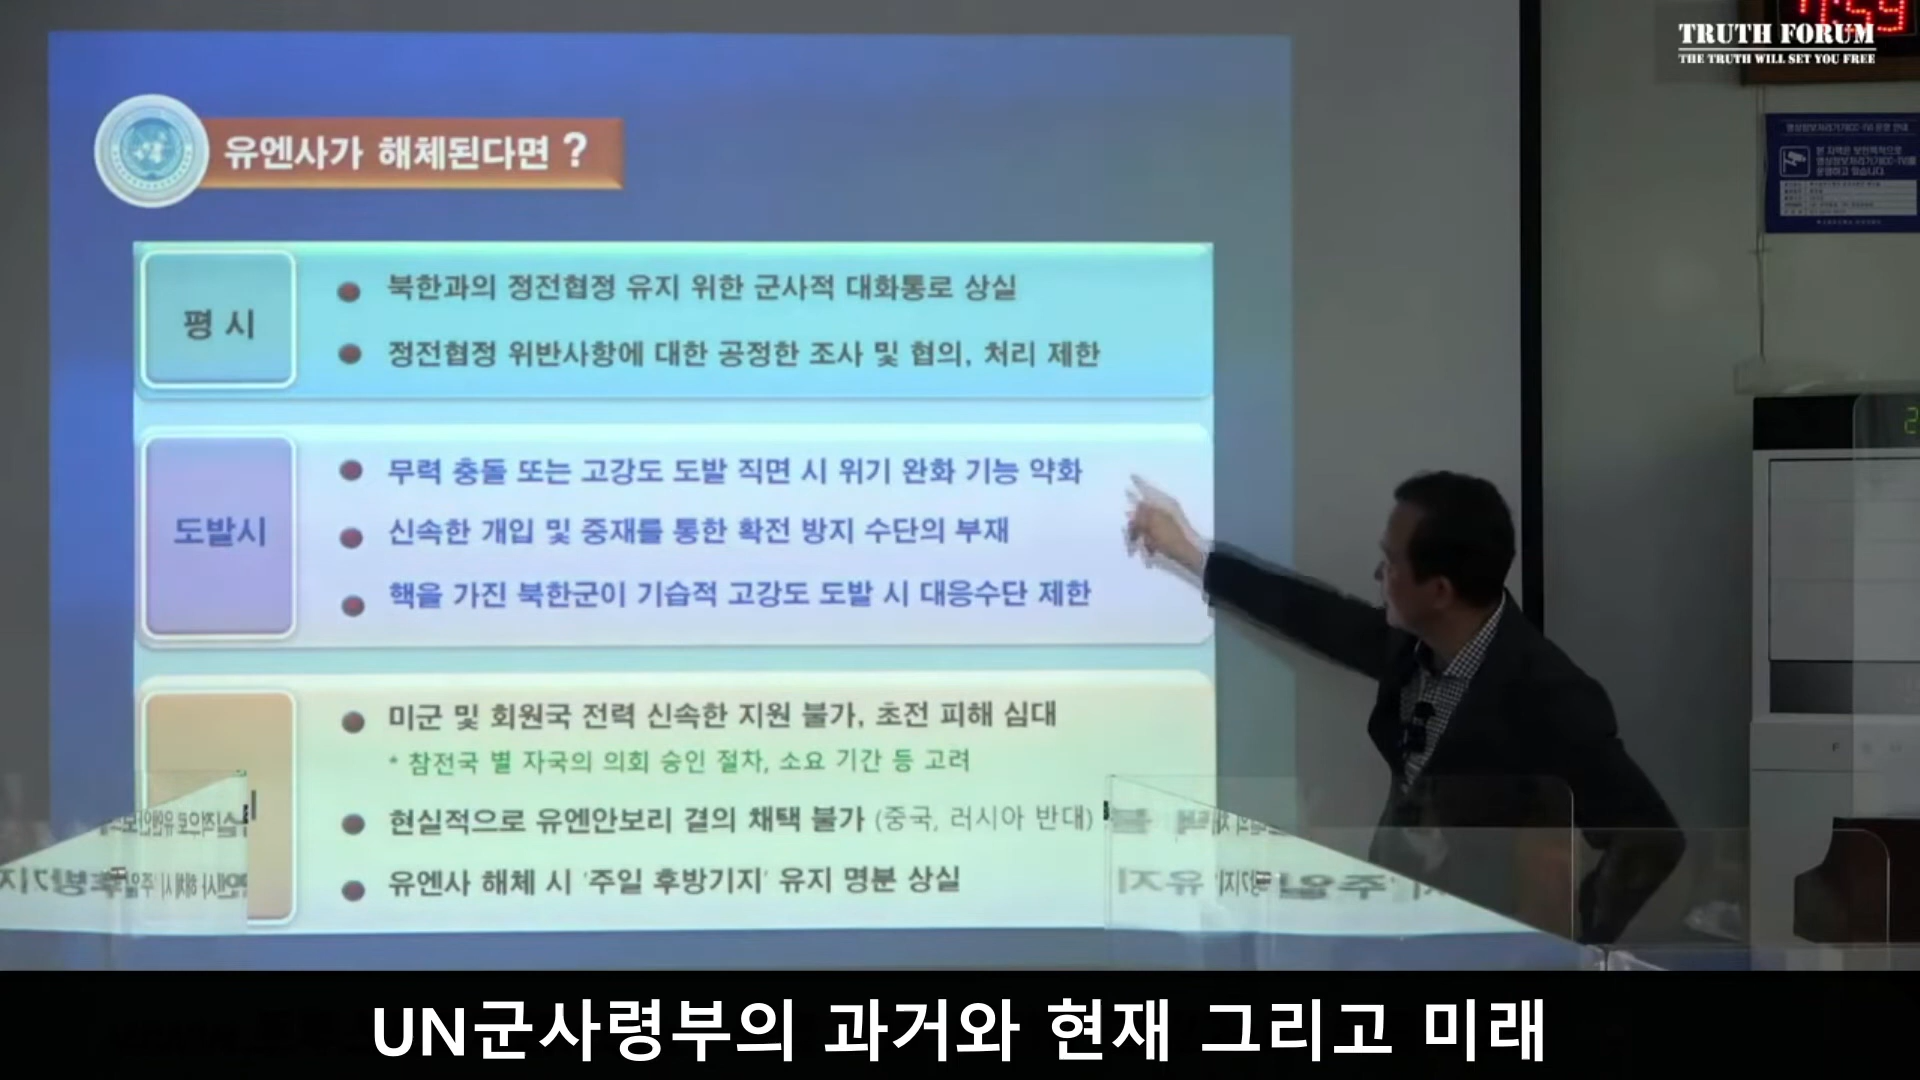 TRUTH FORUM
THE TRUTH WILL SET YOU FREE
유엔사가 해체된다면 ?
평 시
북한과의 정전협정 유지 위한 군사적 대화통로 상실
정전협정 위반사항에 대한 공정한 조사 및 협의, 처리 제한
도발시
무력 충돌 또는 고강도 도발 직면 시 위기 완화 기능 약화
신속한 개입 및 중재를 통한 확전 방지 수단의 부재
핵을 가진 북한군이 기습적 고강도 도발 시 대응수단 제한
미군 및 회원국 전력 신속한 지원 불가, 초전 피해 심대
* 참전국 별 자국의 의회 승인 절차, 소요 기간 등 고려
현실적으로 유엔안보리 결의 채택 불가 (중국, 러시아 반대)
유엔사 해체 시 '주일 후방기지' 유지 명분 상실
UN군사령부의 과거와 현재 그리고 미래